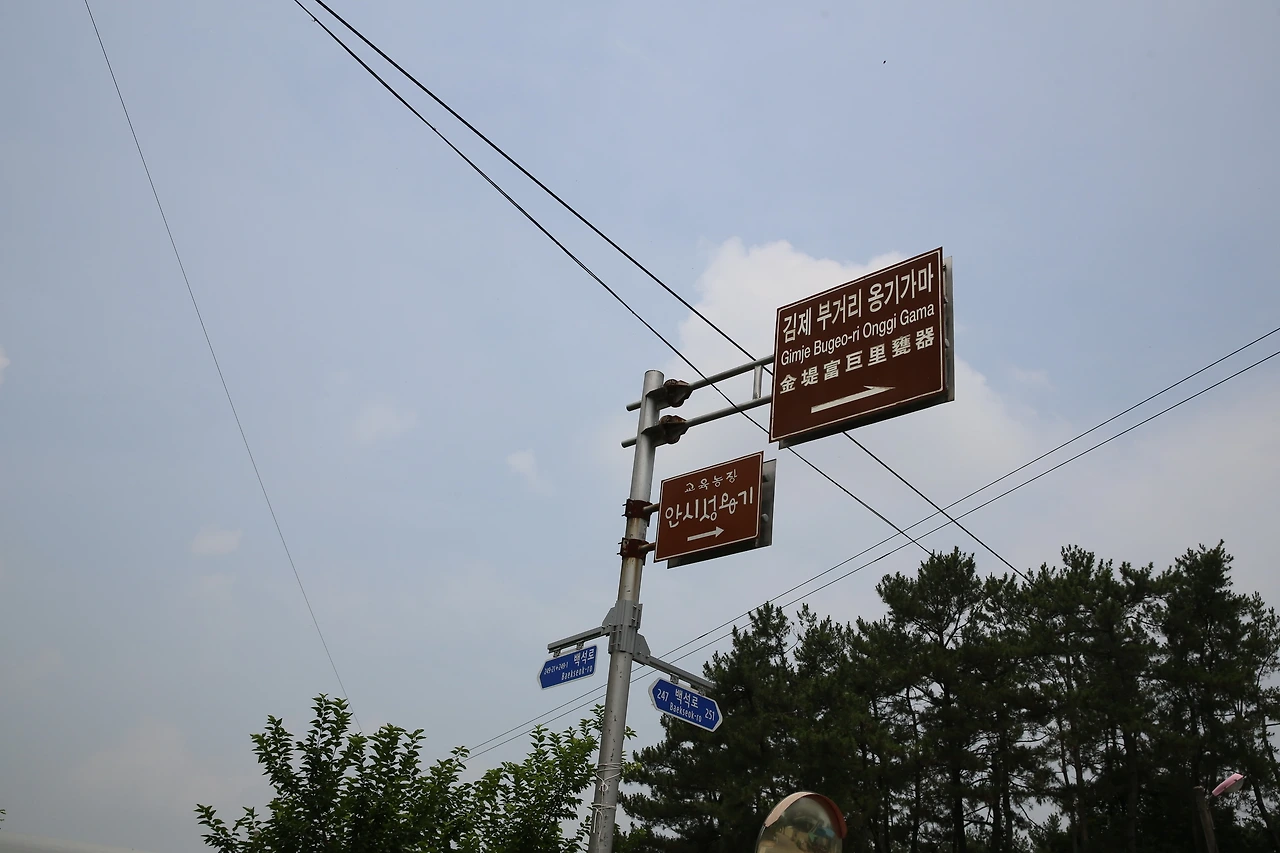 김제 부거리 옹기가마
Gimje Bugeo-ri Onggi Gama
金堤富巨里甕器
교육농장
안시성옹기
백석로
Baekseok-ro
247 백석로 251
Baekseok-ro